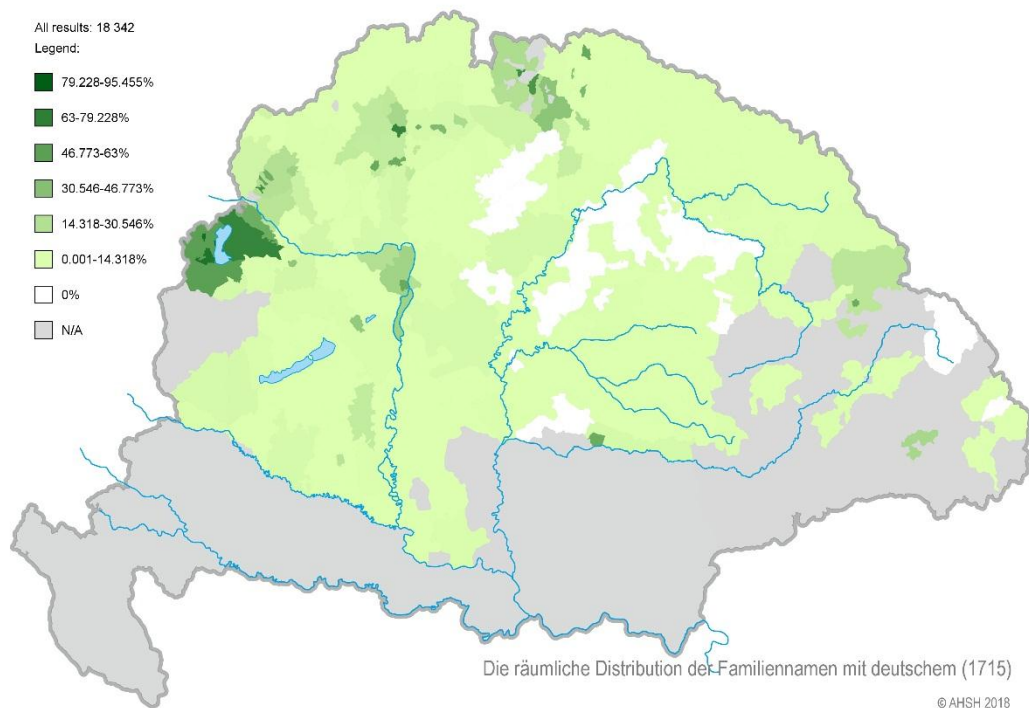 All results: 18 342
Legend:
79.228-95.455%
63-79.228%
46.773-63%
30.546-46.773%
14.318-30.546%
0.001-14.318%
0%
N/A
Die räumliche Distribution der Familiennamen mit deutschem (1715)
© AHSH 2018